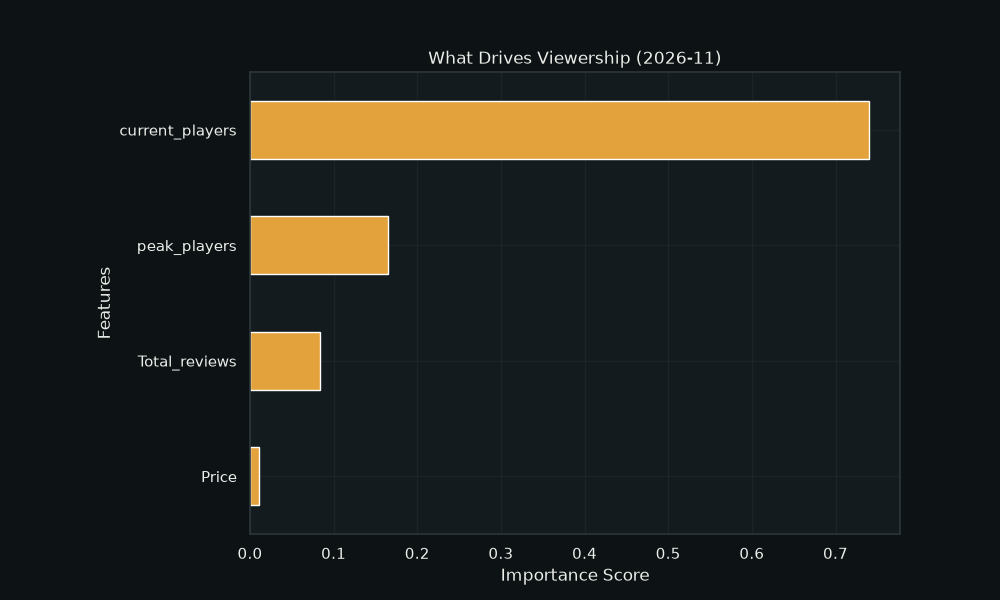 What Drives Viewership (2026-11)
current_players
peak_players
Total_reviews
Price
Features
0.0 0.1 0.2 0.3 0.4 0.5 0.6 0.7
Importance Score